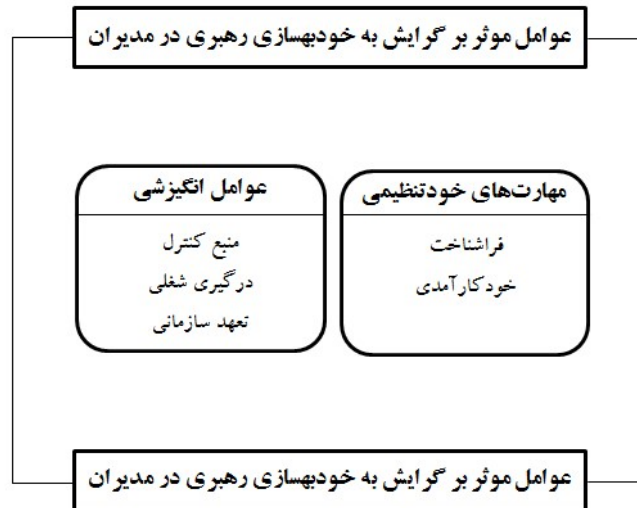 عوامل موثر بر گرایش به خودبهسازی رهبری در مدیران
مهارت‌های خودتنظیمی
فراشناخت
خودکارآمدی
عوامل انگیزشی
منبع کنترل
درگیری شغلی
تعهد سازمانی
عوامل موثر بر گرایش به خودبهسازی رهبری در مدیران